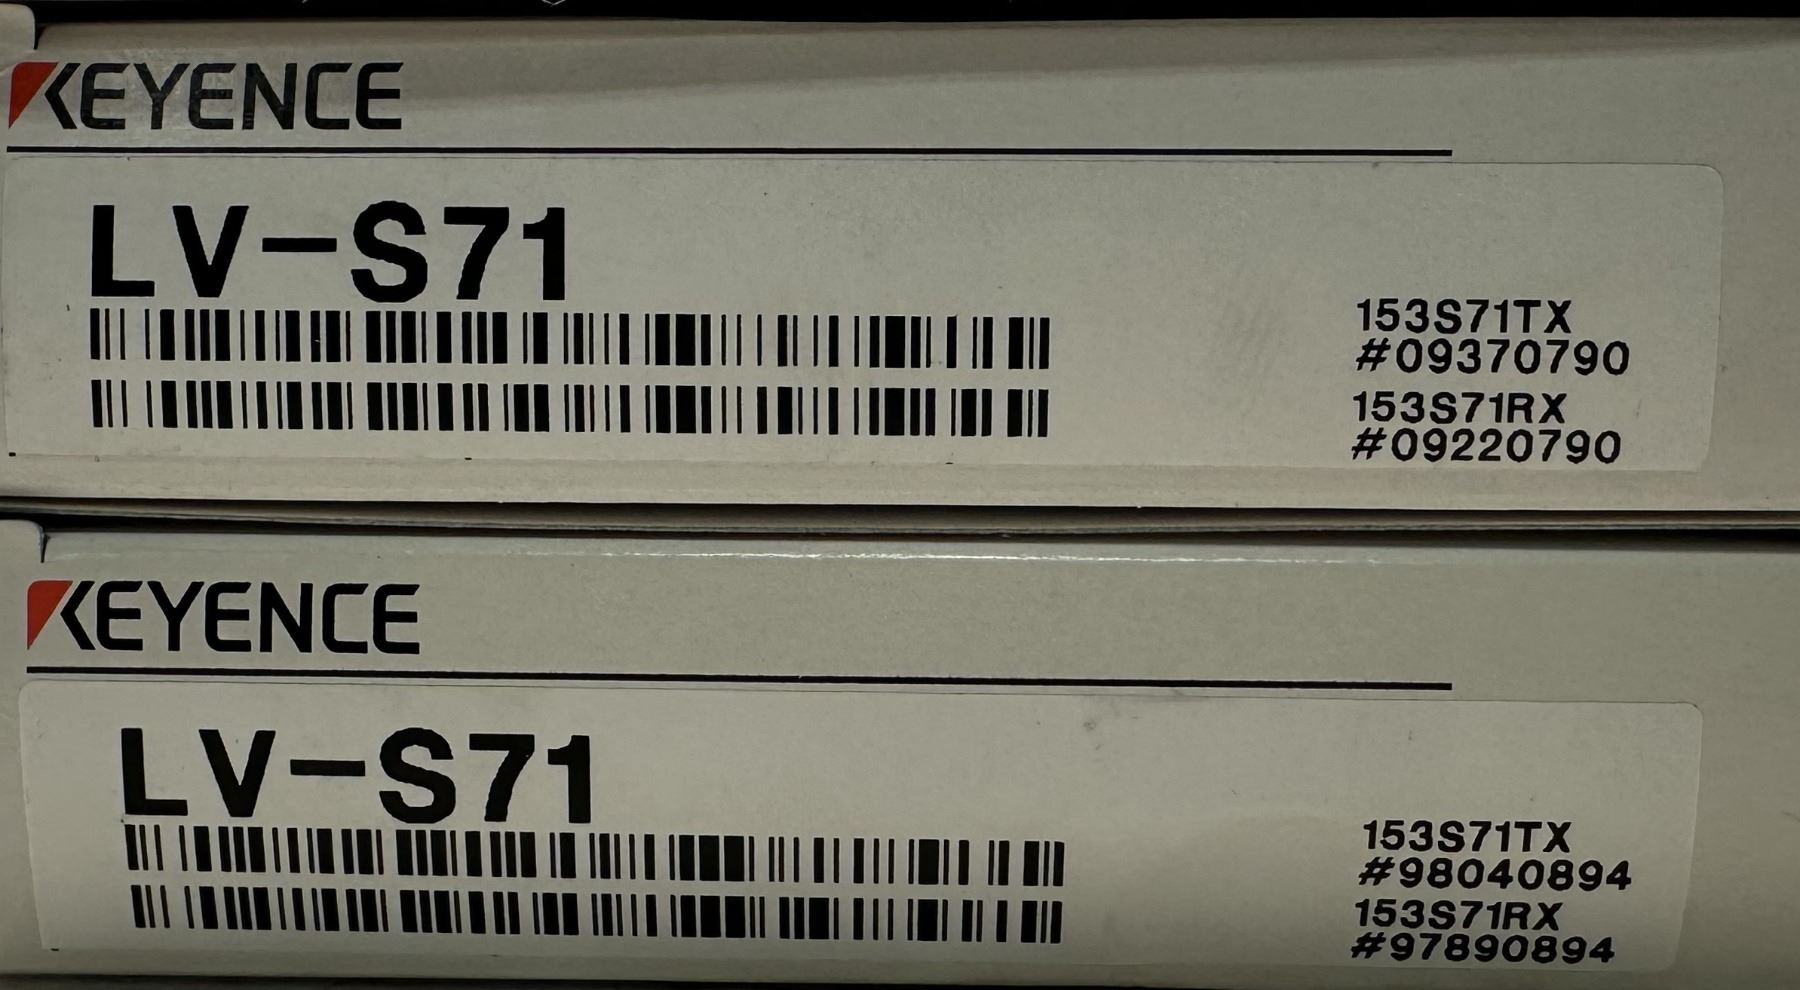 KEYENCE
LV-S71
153S71TX
#09370790
153S71RX
#09220790
KEYENCE
LV-S71
153S71TX
#98040894
153S71RX
#97890894